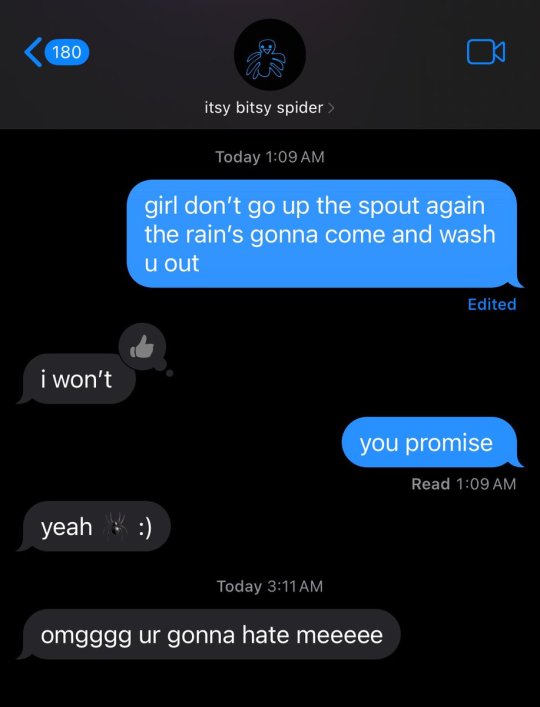 180
itsy bitsy spider >
Today 1:09 AM
girl don’t go up the spout again
the rain’s gonna come and wash
u out
Edited
i won’t
you promise
Read 1:09 AM
yeah 🕷️ :)
Today 3:11 AM
omgggg ur gonna hate meeeee